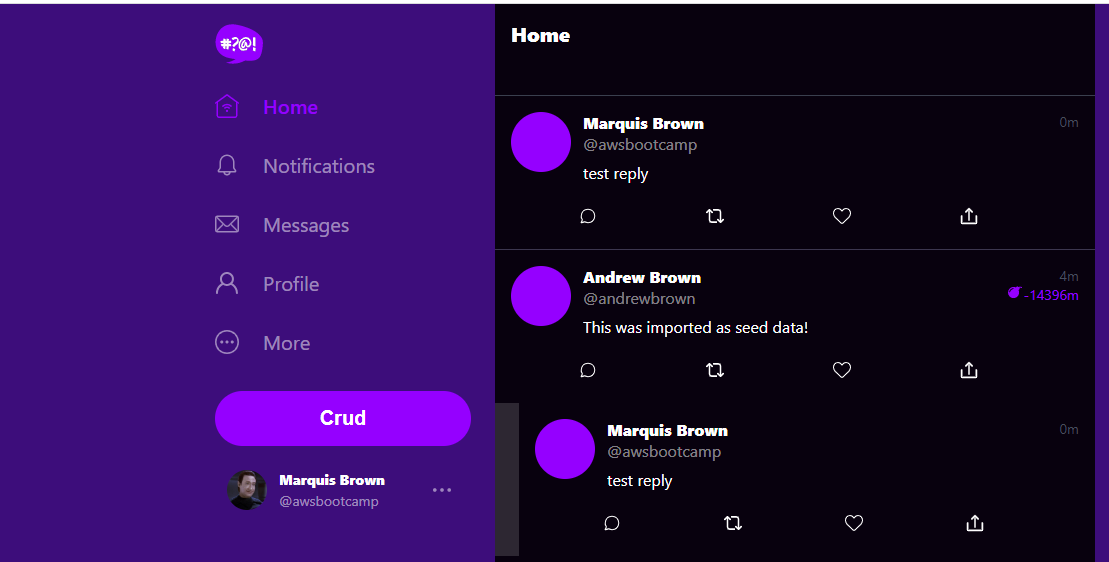 #?@!
Home
Notifications
Messages
Profile
More
Crud
Marquis Brown
@awsbootcamp
Home
Marquis Brown
0m
@awsbootcamp
test reply
Andrew Brown
4m
@andrewbrown
-14396m
This was imported as seed data!
Marquis Brown
0m
@awsbootcamp
test reply